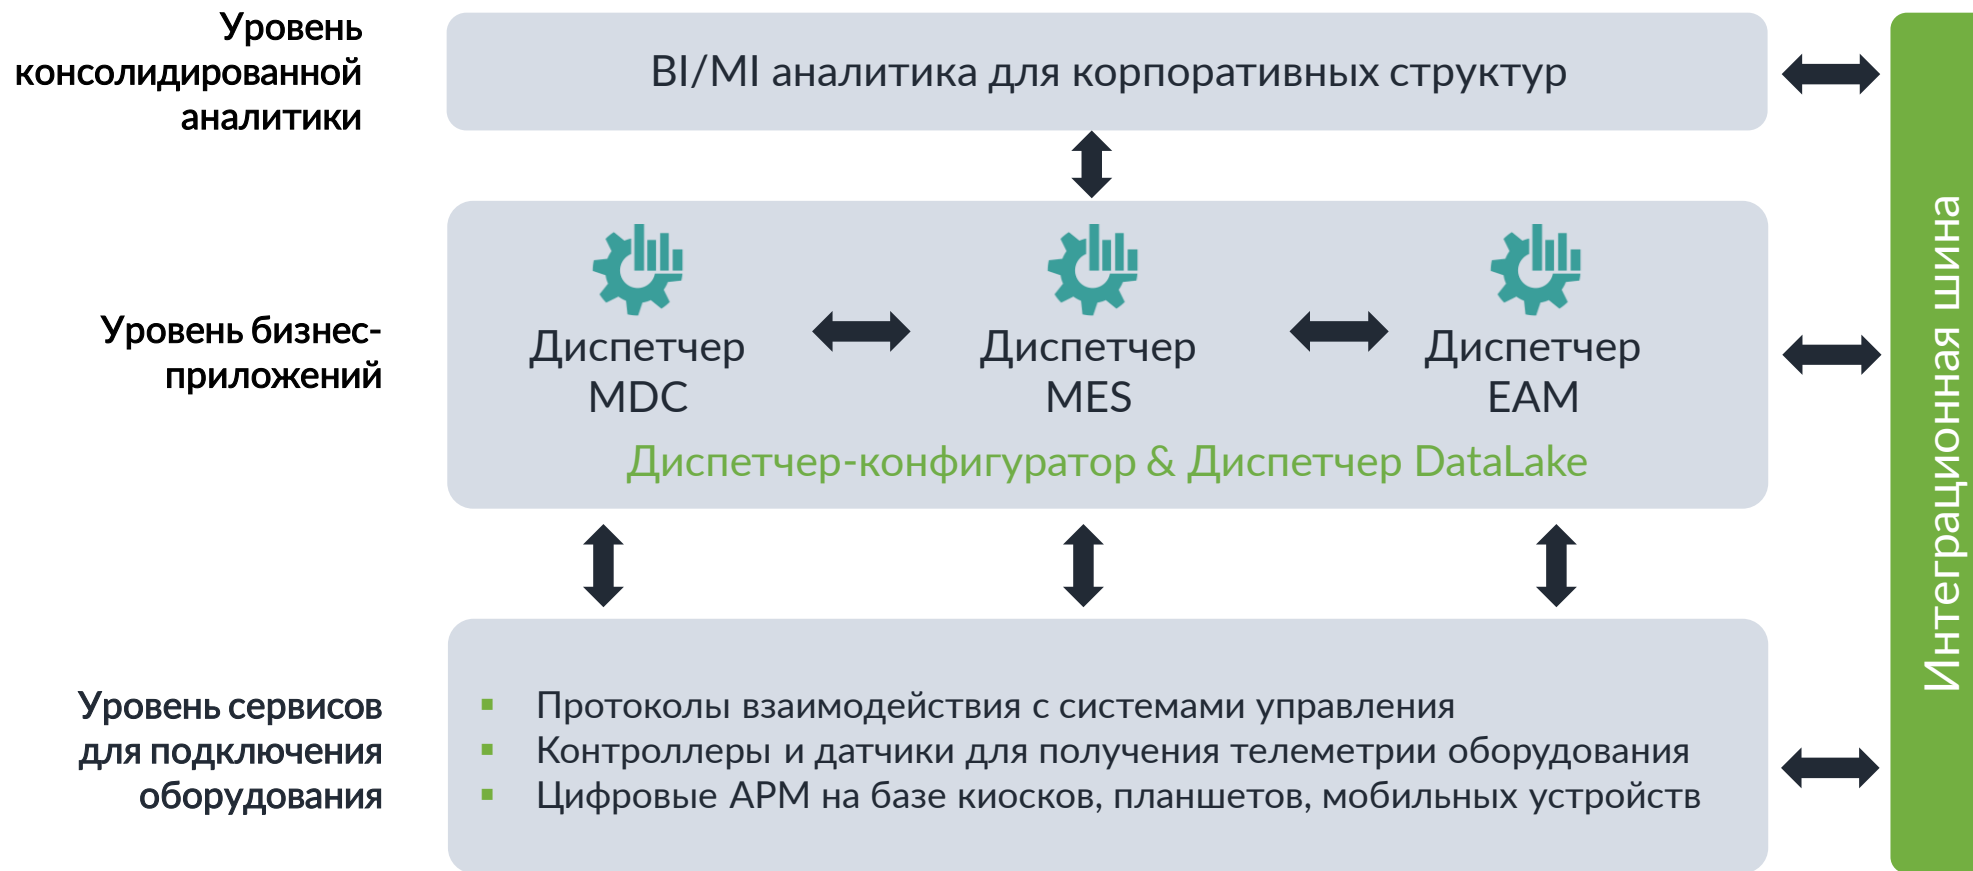 Уровень
консолидированной
аналитики
BI/MI аналитика для корпоративных структур
Уровень бизнес-
приложений
Диспетчер
MDC
Диспетчер
MES
Диспетчер
EAM
Диспетчер-конфигуратор & Диспетчер DataLake
Уровень сервисов
для подключения
оборудования
▪ Протоколы взаимодействия с системами управления
▪ Контроллеры и датчики для получения телеметрии оборудования
▪ Цифровые АРМ на базе киосков, планшетов, мобильных устройств
Интеграционная шина